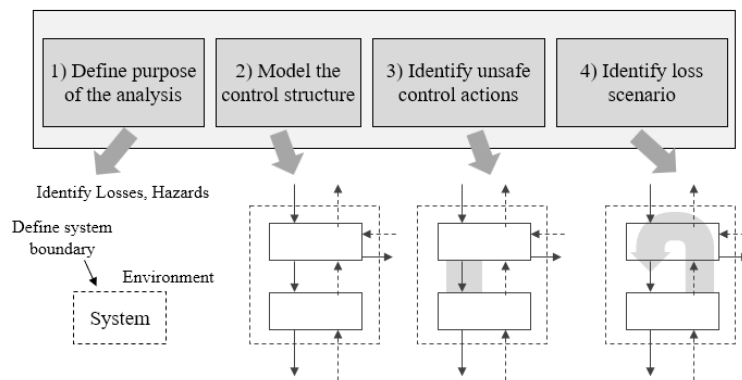 1) Define purpose
of the analysis
2) Model the
control structure
3) Identify unsafe
control actions
4) Identify loss
scenario
Identify Losses, Hazards
Define system
boundary
Environment
System